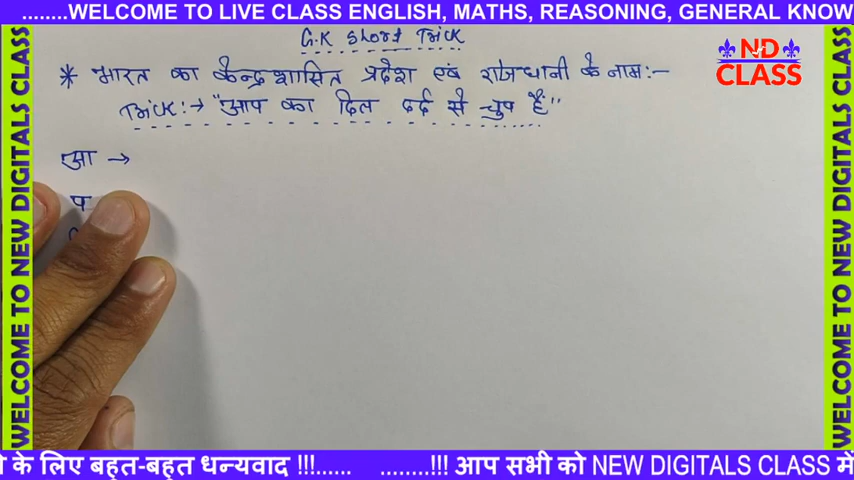 ........WELCOME TO LIVE CLASS ENGLISH, MATHS, REASONING, GENERAL KNOW
G.K Short Trick
* भारत का केन्द्रशासित प्रदेश एवं राजधानी के नाम:-
Trick:→ "आप का दिल दर्द से चुप हैं"
आ →
प
ND
CLASS
WELCOME TO NEW DIGITALS CLASS
WELCOME TO NEW DIGITALS CLASS
के लिए बहुत-बहुत धन्यवाद !!!...... ........!!! आप सभी को NEW DIGITALS CLASS में